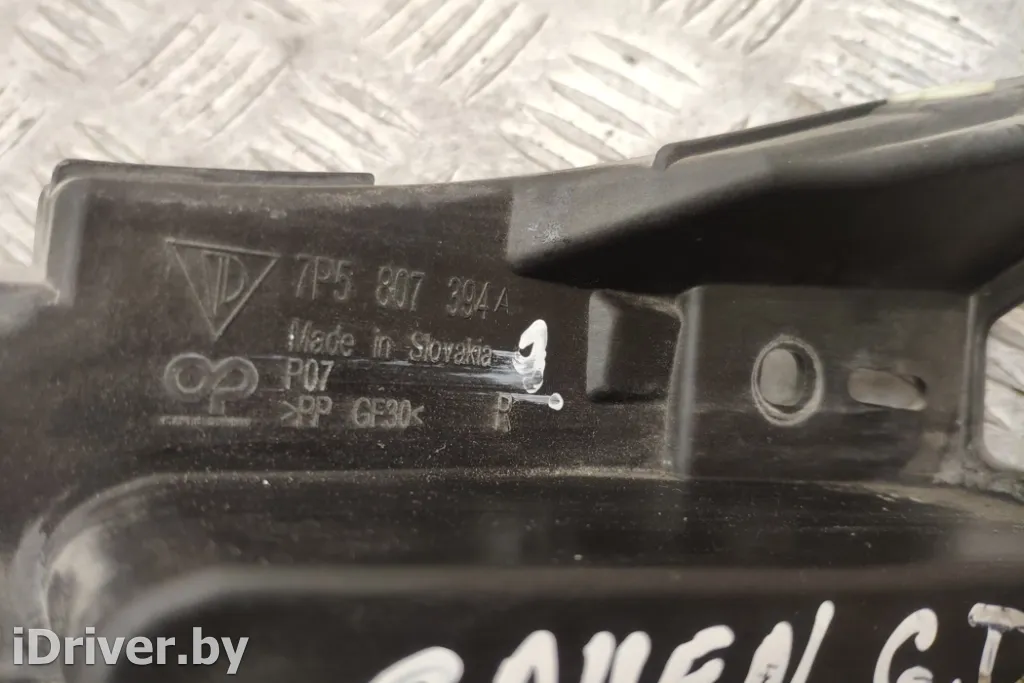 7P5 807 394 A
Made in Slovakia
P07
>PP GF30< R
iDriver.by